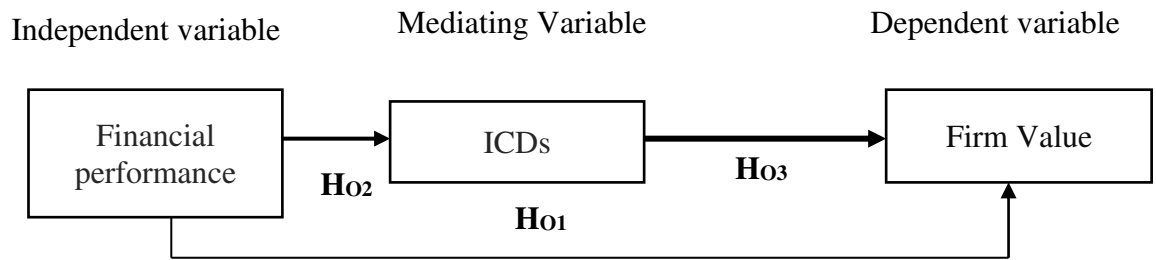 Independent variable
Mediating Variable
Dependent variable
Financial
performance
ICDs
Firm Value
HO2
HO3
HO1